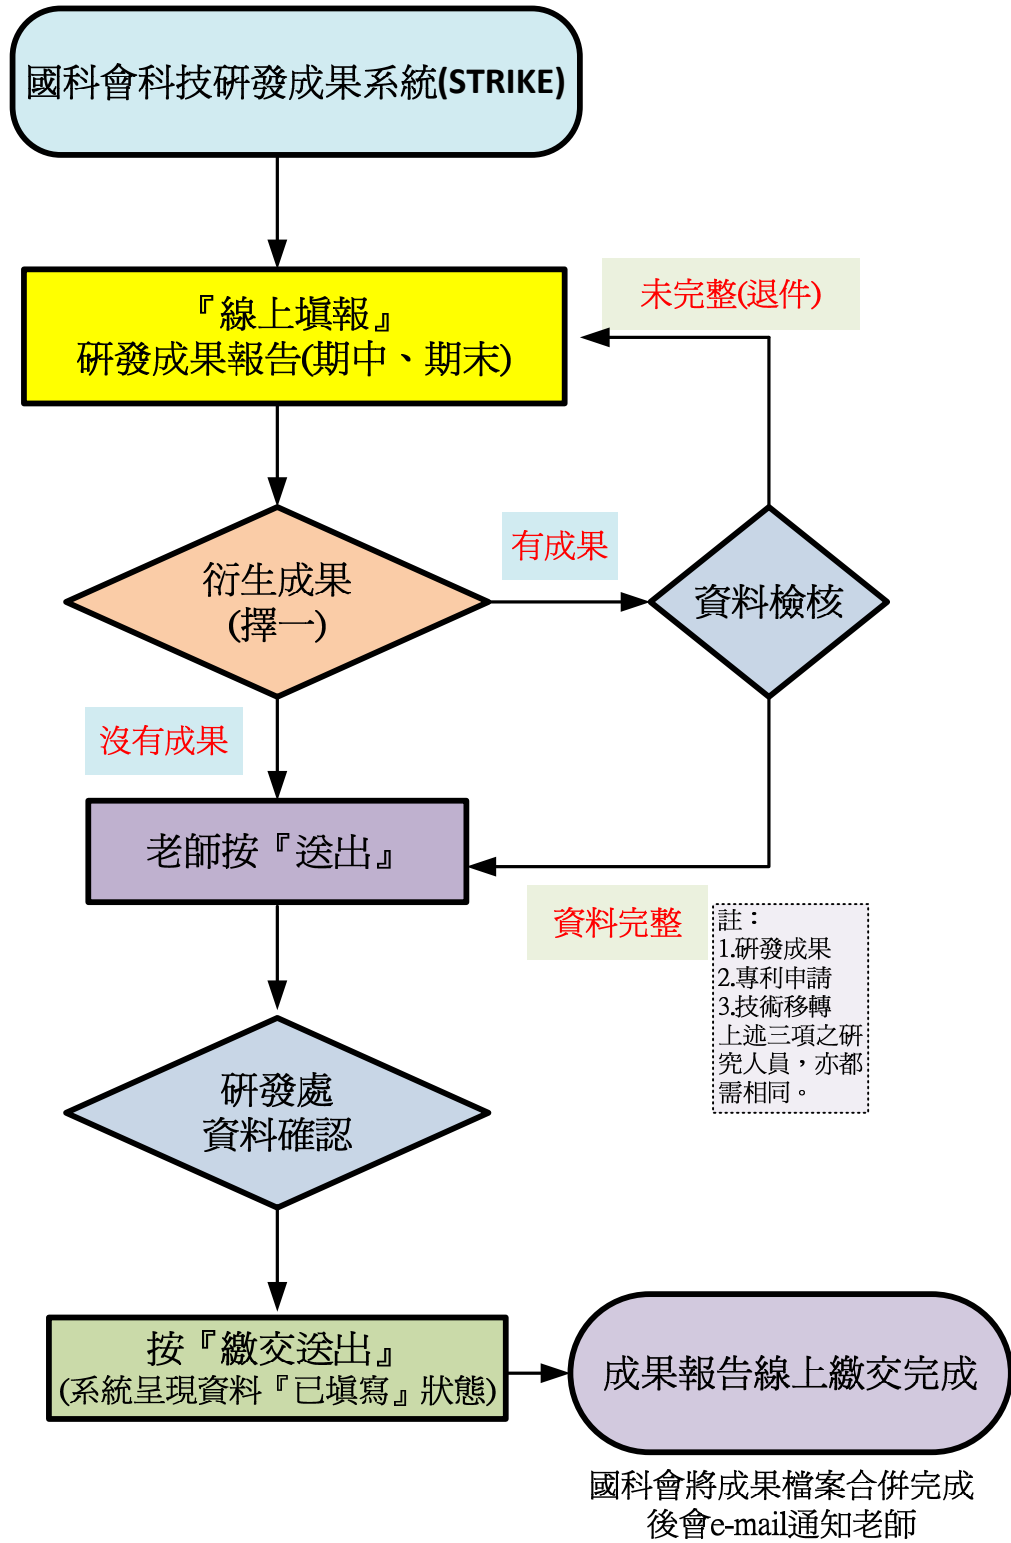 國科會科技研發成果系統(STRIKE)
『線上填報』
研發成果報告(期中、期末)
未完整(退件)
衍生成果
(擇一)
有成果
資料檢核
沒有成果
老師按『送出』
資料完整
註：
1.研發成果
2.專利申請
3.技術移轉
上述三項之研
究人員，亦都
需相同。
研發處
資料確認
按『繳交送出』
(系統呈現資料『已填寫』狀態)
成果報告線上繳交完成
國科會將成果檔案合併完成
後會e-mail通知老師